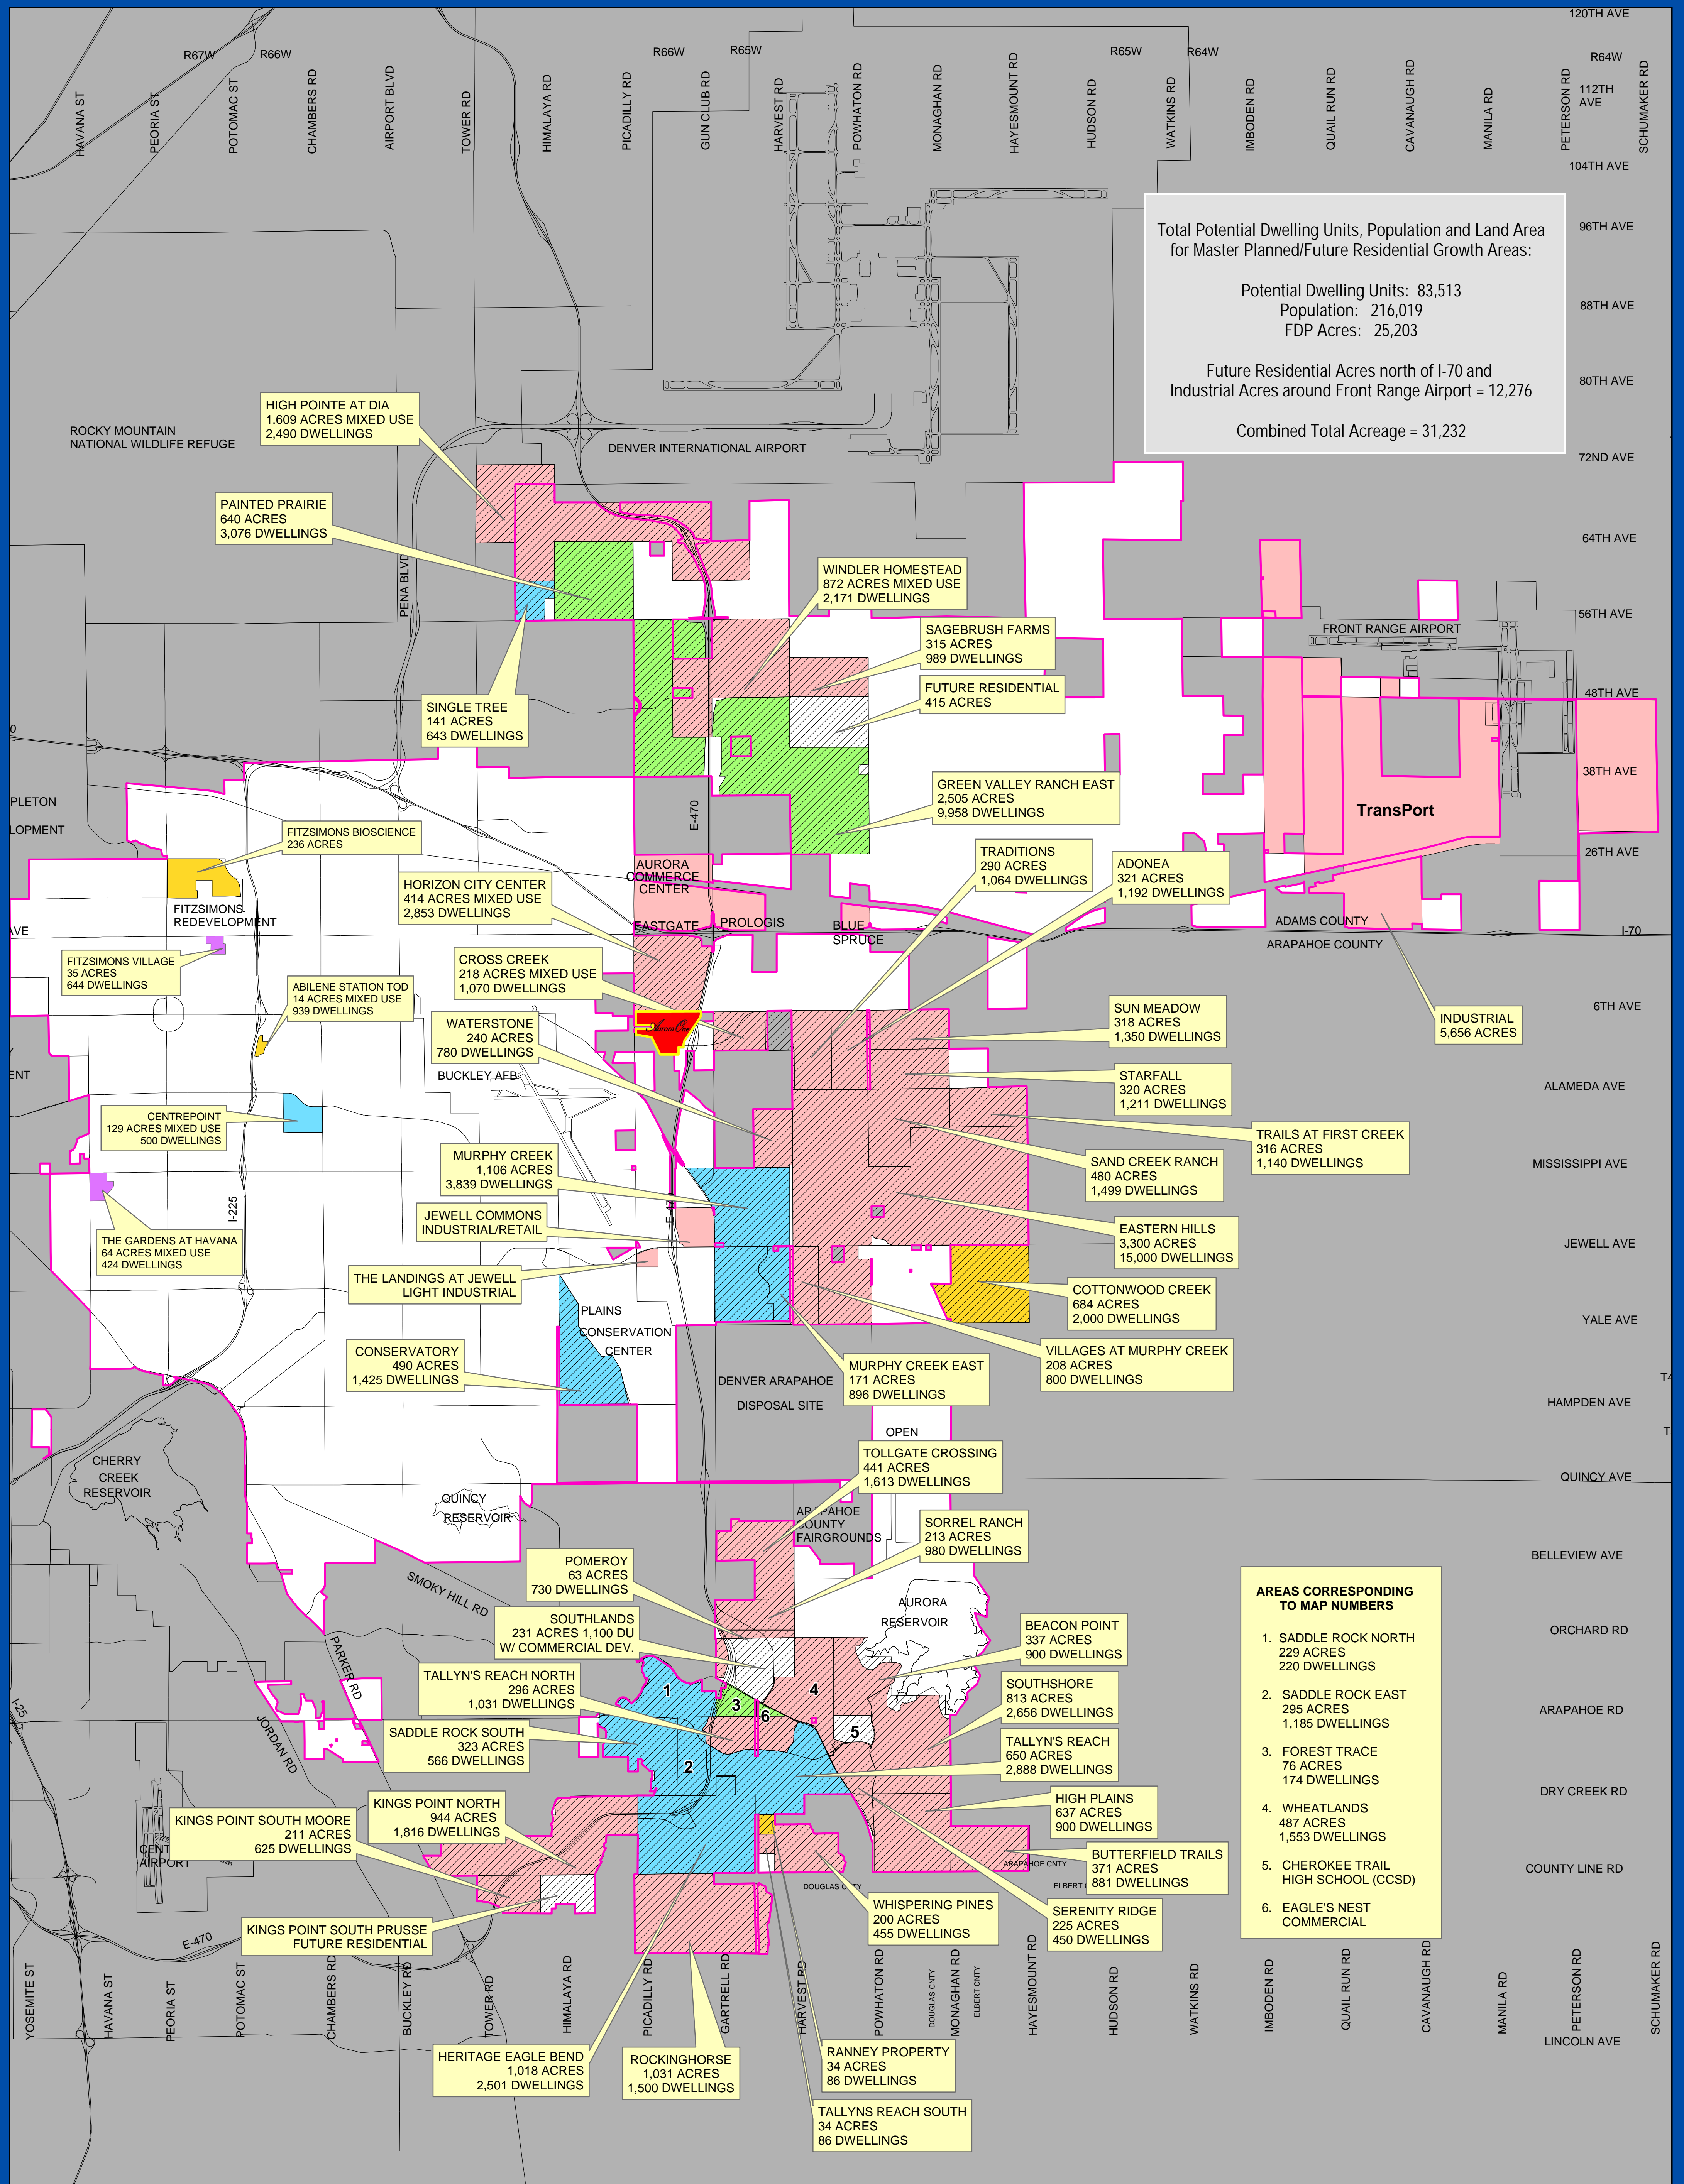 120TH AVE
R67W
R66W
R66W
R65W
R65W
R64W
R64W
HAVANA ST
PEORIA ST
POTOMAC ST
CHAMBERS RD
AIRPORT BLVD
TOWER RD
HIMALAYA RD
PICADILLY RD
GUN CLUB RD
HARVEST RD
POWHATON RD
MONAGHAN RD
HAYESMOUNT RD
HUDSON RD
WATKINS RD
IMBODEN RD
QUAIL RUN RD
CAVANAUGH RD
MANILA RD
PETERSON RD
SCHUMAKER RD
112TH
AVE
104TH AVE
96TH AVE
88TH AVE
80TH AVE
72ND AVE
64TH AVE
56TH AVE
48TH AVE
38TH AVE
26TH AVE
I-70
6TH AVE
ALAMEDA AVE
MISSISSIPPI AVE
JEWELL AVE
YALE AVE
HAMPDEN AVE
QUINCY AVE
BELLEVIEW AVE
ORCHARD RD
ARAPAHOE RD
DRY CREEK RD
COUNTY LINE RD
LINCOLN AVE
Total Potential Dwelling Units, Population and Land Area
for Master Planned/Future Residential Growth Areas:
Potential Dwelling Units: 83,513
Population: 216,019
FDP Acres: 25,203
Future Residential Acres north of I-70 and
Industrial Acres around Front Range Airport = 12,276
Combined Total Acreage = 31,232
HIGH POINTE AT DIA
1.609 ACRES MIXED USE
2,490 DWELLINGS
ROCKY MOUNTAIN
NATIONAL WILDLIFE REFUGE
DENVER INTERNATIONAL AIRPORT
PAINTED PRAIRIE
640 ACRES
3,076 DWELLINGS
PENA BLVD
WINDLER HOMESTEAD
872 ACRES MIXED USE
2,171 DWELLINGS
SAGEBRUSH FARMS
315 ACRES
989 DWELLINGS
FRONT RANGE AIRPORT
FUTURE RESIDENTIAL
415 ACRES
SINGLE TREE
141 ACRES
643 DWELLINGS
0
GREEN VALLEY RANCH EAST
2,505 ACRES
9,958 DWELLINGS
TransPort
PLETON
LOPMENT
E-470
FITZSIMONS BIOSCIENCE
236 ACRES
TRADITIONS
290 ACRES
1,064 DWELLINGS
ADONEA
321 ACRES
1,192 DWELLINGS
AURORA
COMMERCE
CENTER
HORIZON CITY CENTER
414 ACRES MIXED USE
2,853 DWELLINGS
FITZSIMONS
REDEVELOPMENT
EASTGATE
PROLOGIS
BLUE
SPRUCE
ADAMS COUNTY
ARAPAHOE COUNTY
AVE
FITZSIMONS VILLAGE
35 ACRES
644 DWELLINGS
CROSS CREEK
218 ACRES MIXED USE
1,070 DWELLINGS
ABILENE STATION TOD
14 ACRES MIXED USE
939 DWELLINGS
SUN MEADOW
318 ACRES
1,350 DWELLINGS
INDUSTRIAL
5,656 ACRES
WATERSTONE
240 ACRES
780 DWELLINGS
Aurora One
BUCKLEY AFB
ENT
STARFALL
320 ACRES
1,211 DWELLINGS
CENTREPOINT
129 ACRES MIXED USE
500 DWELLINGS
TRAILS AT FIRST CREEK
316 ACRES
1,140 DWELLINGS
MURPHY CREEK
1,106 ACRES
3,839 DWELLINGS
SAND CREEK RANCH
480 ACRES
1,499 DWELLINGS
I-225
JEWELL COMMONS
INDUSTRIAL/RETAIL
EASTERN HILLS
3,300 ACRES
15,000 DWELLINGS
THE GARDENS AT HAVANA
64 ACRES MIXED USE
424 DWELLINGS
THE LANDINGS AT JEWELL
LIGHT INDUSTRIAL
COTTONWOOD CREEK
684 ACRES
2,000 DWELLINGS
PLAINS
CONSERVATION
CENTER
CONSERVATORY
490 ACRES
1,425 DWELLINGS
VILLAGES AT MURPHY CREEK
208 ACRES
800 DWELLINGS
MURPHY CREEK EAST
171 ACRES
896 DWELLINGS
DENVER ARAPAHOE
DISPOSAL SITE
OPEN
CHERRY
CREEK
RESERVOIR
TOLLGATE CROSSING
441 ACRES
1,613 DWELLINGS
QUINCY
RESERVOIR
ARAPAHOE
COUNTY
FAIRGROUNDS
SORREL RANCH
213 ACRES
980 DWELLINGS
POMEROY
63 ACRES
730 DWELLINGS
SMOKY HILL RD
AURORA
RESERVOIR
SOUTHLANDS
231 ACRES 1,100 DU
W/ COMMERCIAL DEV.
BEACON POINT
337 ACRES
900 DWELLINGS
PARKER RD
TALLYN'S REACH NORTH
296 ACRES
1,031 DWELLINGS
1
3
6
4
5
2
SOUTHSHORE
813 ACRES
2,656 DWELLINGS
I-25
JORDAN RD
SADDLE ROCK SOUTH
323 ACRES
566 DWELLINGS
TALLYN'S REACH
650 ACRES
2,888 DWELLINGS
KINGS POINT NORTH
944 ACRES
1,816 DWELLINGS
HIGH PLAINS
637 ACRES
900 DWELLINGS
KINGS POINT SOUTH MOORE
211 ACRES
625 DWELLINGS
CENT
AIRPORT
BUTTERFIELD TRAILS
371 ACRES
881 DWELLINGS
ARAPAHOE CNTY
DOUGLAS CNTY
ELBERT
WHISPERING PINES
200 ACRES
455 DWELLINGS
SERENITY RIDGE
225 ACRES
450 DWELLINGS
KINGS POINT SOUTH PRUSSE
FUTURE RESIDENTIAL
E-470
AREAS CORRESPONDING
TO MAP NUMBERS
1. SADDLE ROCK NORTH
229 ACRES
220 DWELLINGS
2. SADDLE ROCK EAST
295 ACRES
1,185 DWELLINGS
3. FOREST TRACE
76 ACRES
174 DWELLINGS
4. WHEATLANDS
487 ACRES
1,553 DWELLINGS
5. CHEROKEE TRAIL
HIGH SCHOOL (CCSD)
6. EAGLE'S NEST
COMMERCIAL
YOSEMITE ST
HAVANA ST
PEORIA ST
POTOMAC ST
CHAMBERS RD
BUCKLEY RD
TOWER RD
HIMALAYA RD
PICADILLY RD
GARTRELL RD
HARVEST RD
POWHATON RD
DOUGLAS CNTY
MONAGHAN RD
ELBERT CNTY
HAYESMOUNT RD
HUDSON RD
WATKINS RD
IMBODEN RD
QUAIL RUN RD
CAVANAUGH RD
MANILA RD
PETERSON RD
SCHUMAKER RD
HERITAGE EAGLE BEND
1,018 ACRES
2,501 DWELLINGS
ROCKINGHORSE
1,031 ACRES
1,500 DWELLINGS
RANNEY PROPERTY
34 ACRES
86 DWELLINGS
TALLYNS REACH SOUTH
34 ACRES
86 DWELLINGS